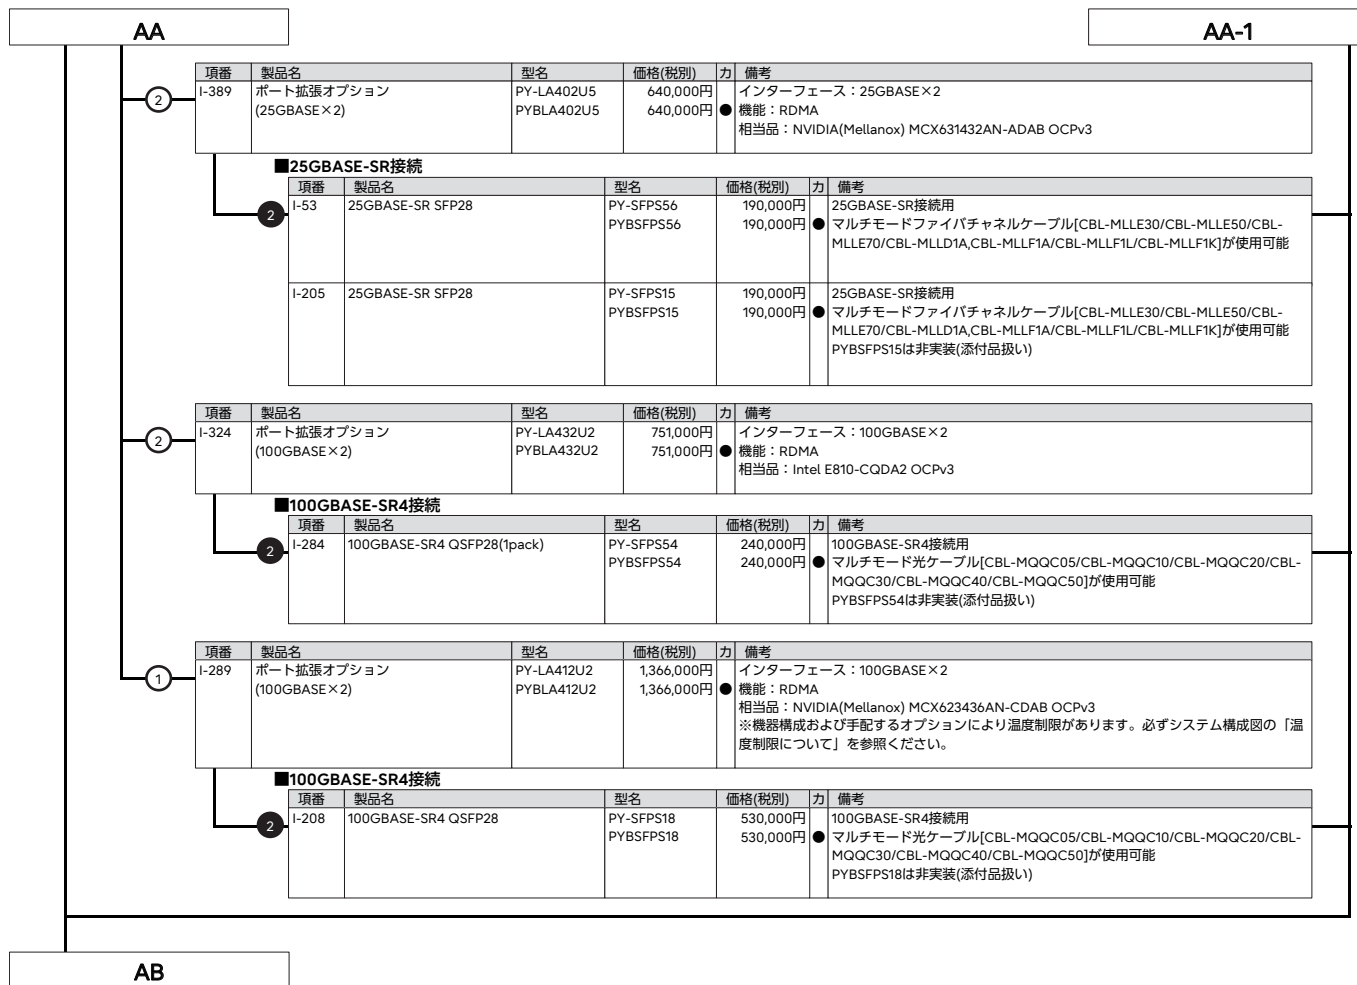 AA
AA-1
項番 製品名 型名 価格(税別) カ 備考
② I-389 ポート拡張オプション PY-LA402U5 640,000円 インターフェース：25GBASE×2
(25GBASE×2) PYBLA402U5 640,000円 ● 機能：RDMA
相当品：NVIDIA(Mellanox) MCX631432AN-ADAB OCPv3
■25GBASE-SR接続
項番 製品名 型名 価格(税別) カ 備考
2 I-53 25GBASE-SR SFP28 PY-SFPS56 190,000円 25GBASE-SR接続用
PYBSFPS56 190,000円 ● マルチモードファイバチャネルケーブル[CBL-MLLE30/CBL-MLLE50/CBL-
MLLE70/CBL-MLLD1A,CBL-MLLF1A/CBL-MLLF1L/CBL-MLLF1K]が使用可能
I-205 25GBASE-SR SFP28 PY-SFPS15 190,000円 25GBASE-SR接続用
PYBSFPS15 190,000円 ● マルチモードファイバチャネルケーブル[CBL-MLLE30/CBL-MLLE50/CBL-
MLLE70/CBL-MLLD1A,CBL-MLLF1A/CBL-MLLF1L/CBL-MLLF1K]が使用可能
PYBSFPS15は非実装(添付品扱い)
項番 製品名 型名 価格(税別) カ 備考
② I-324 ポート拡張オプション PY-LA432U2 751,000円 インターフェース：100GBASE×2
(100GBASE×2) PYBLA432U2 751,000円 ● 機能：RDMA
相当品：Intel E810-CQDA2 OCPv3
■100GBASE-SR4接続
項番 製品名 型名 価格(税別) カ 備考
2 I-284 100GBASE-SR4 QSFP28(1pack) PY-SFPS54 240,000円 100GBASE-SR4接続用
PYBSFPS54 240,000円 ● マルチモード光ケーブル[CBL-MQQC05/CBL-MQQC10/CBL-MQQC20/CBL-
MQQC30/CBL-MQQC40/CBL-MQQC50]が使用可能
PYBSFPS54は非実装(添付品扱い)
項番 製品名 型名 価格(税別) カ 備考
① I-289 ポート拡張オプション PY-LA412U2 1,366,000円 インターフェース：100GBASE×2
(100GBASE×2) PYBLA412U2 1,366,000円 ● 機能：RDMA
相当品：NVIDIA(Mellanox) MCX623436AN-CDAB OCPv3
※機器構成および手配するオプションにより温度制限があります。必ずシステム構成図の「温
度制限について」を参照ください。
■100GBASE-SR4接続
項番 製品名 型名 価格(税別) カ 備考
2 I-208 100GBASE-SR4 QSFP28 PY-SFPS18 530,000円 100GBASE-SR4接続用
PYBSFPS18 530,000円 ● マルチモード光ケーブル[CBL-MQQC05/CBL-MQQC10/CBL-MQQC20/CBL-
MQQC30/CBL-MQQC40/CBL-MQQC50]が使用可能
PYBSFPS18は非実装(添付品扱い)
AB